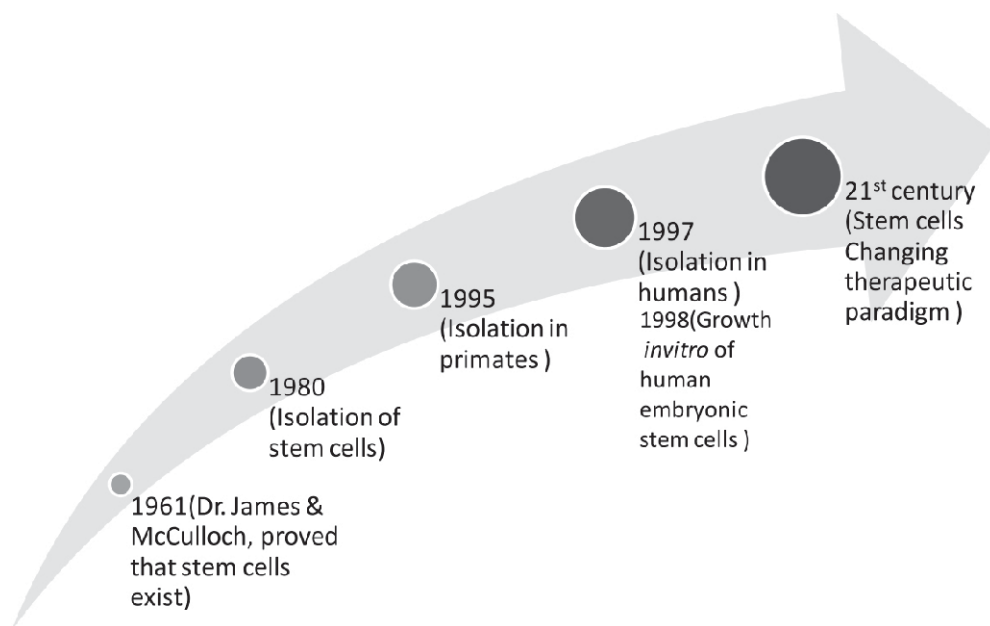 1961(Dr. James &
McCulloch, proved
that stem cells
exist)
1980
(Isolation of
stem cells)
1995
(Isolation in
primates )
1997
(Isolation in
humans )
1998(Growth
invitro of
human
embryonic
stem cells )
21st century
(Stem cells
Changing
therapeutic
paradigm )